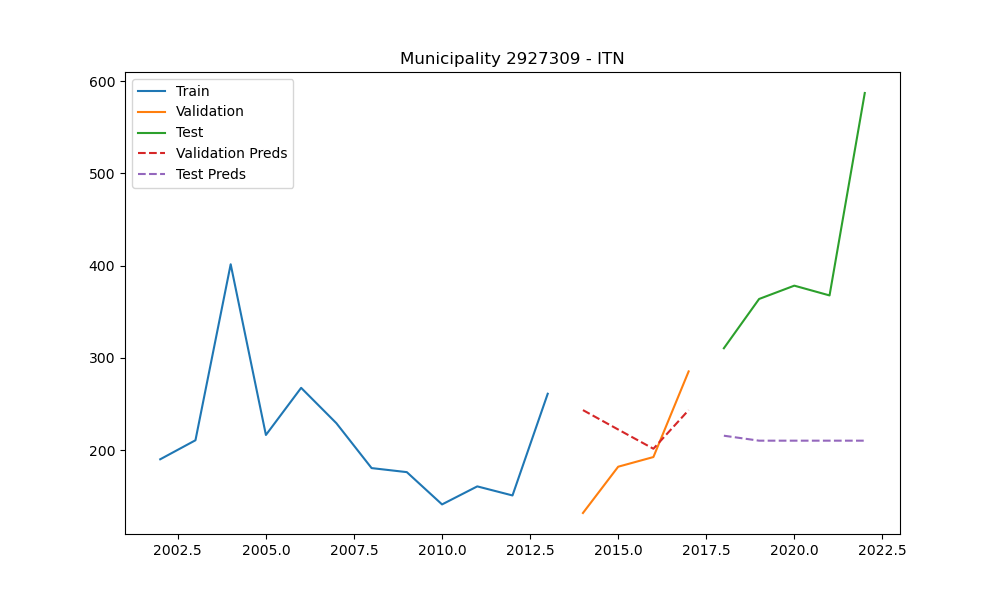 Municipality 2927309 - ITN
Train
Validation
Test
Validation Preds
Test Preds
600
500
400
300
200
2002.5 2005.0 2007.5 2010.0 2012.5 2015.0 2017.5 2020.0 2022.5